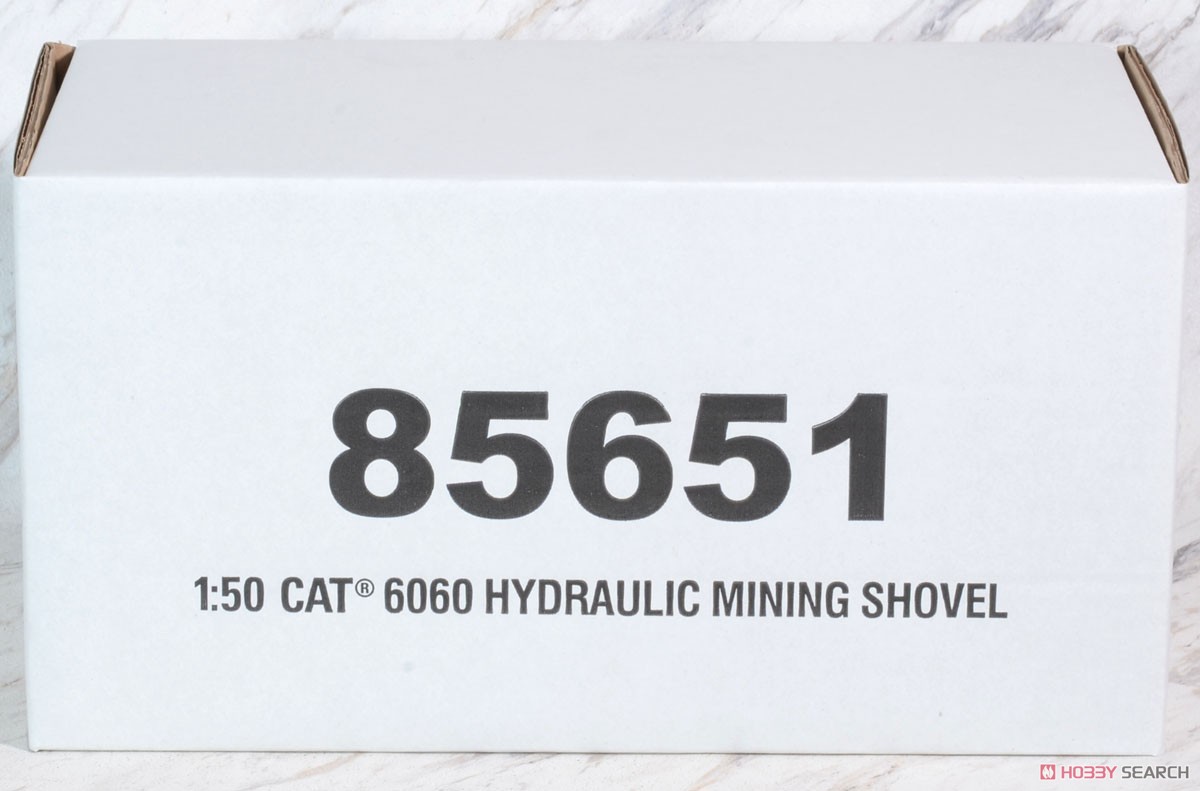 85651
1:50 CAT® 6060 HYDRAULIC MINING SHOVEL
HOBBY SEARCH